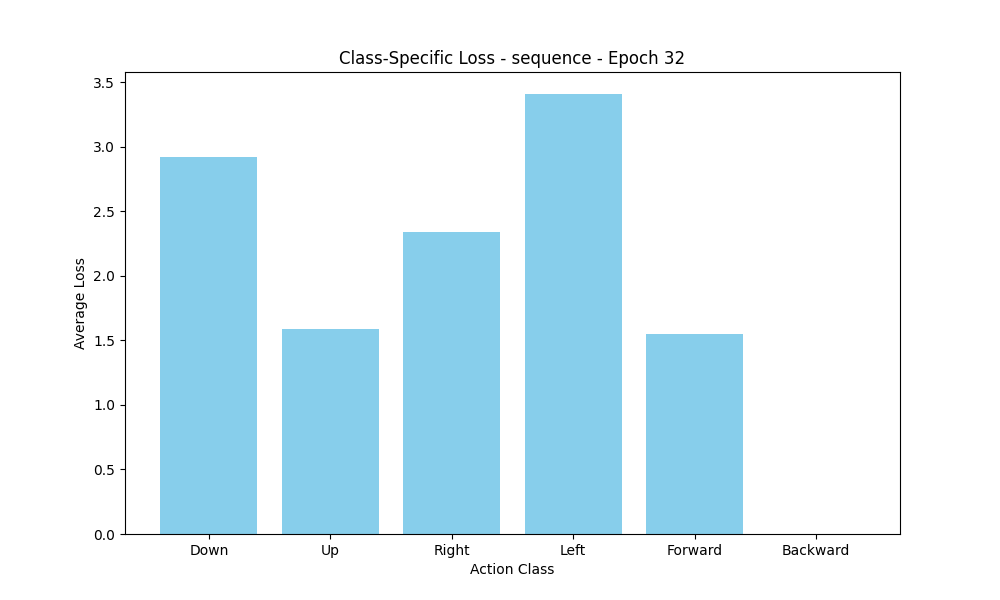 Class-Specific Loss - sequence - Epoch 32
3.5
3.0
2.5
2.0
1.5
1.0
0.5
0.0
Average Loss
Down Up Right Left Forward Backward
Action Class